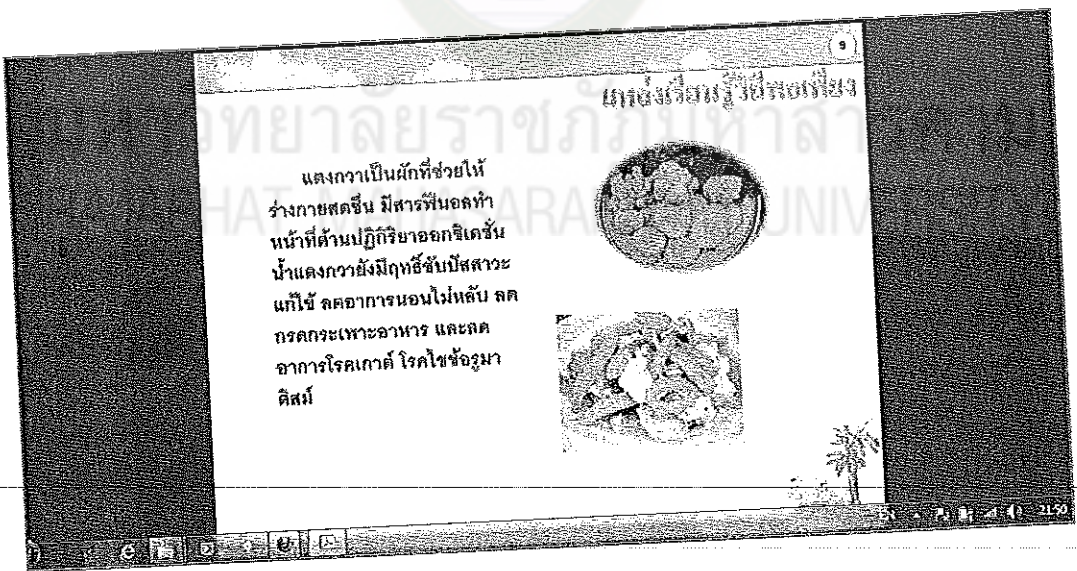 9
แหล่งเรียนรู้วิถีพอเพียง
แตงกวาเป็นผักที่ช่วยให้
ร่างกายสดชื่น มีสารฟีนอลทำ
หน้าที่ต้านปฏิกิริยาออกซิเดชั่น
น้ำแตงกวายังมีฤทธิ์ขับปัสสาวะ
แก้ไข้ ลดอาการนอนไม่หลับ ลด
กรดกระเพาะอาหาร และลด
อาการโรคเกาต์ โรคไขข้อรูมา
ติสม์
EN 21:50